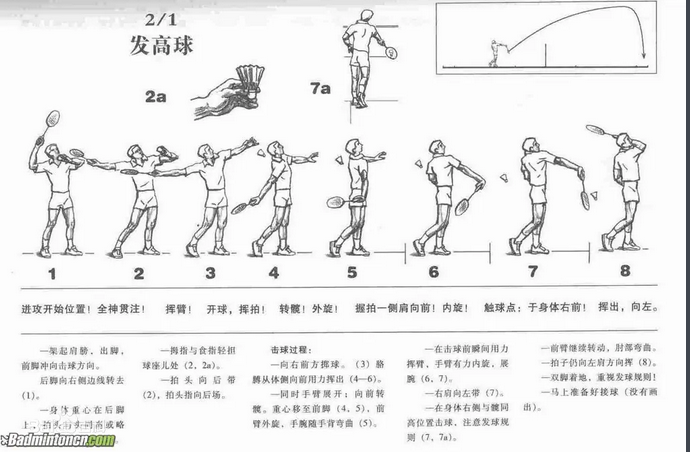 2/1
发高球
2a
7a
1 2 3 4 5 6 7 8
进攻开始位置！全神贯注！ 挥臂！ 开球，挥拍！ 转髋！外旋！ 握拍一侧肩向前！内旋！ 触球点：于身体右前！ 挥出，向左。
—架起肩膀，出脚，
前脚冲向击球方向。
后脚向右侧边线转去
(1)。
—身体重心在后脚
—拇指与食指轻担
球座儿处（2，2a）。
—拍头向后带
(2)，拍头指向后场。
击球过程：
—向右前方掷球。（3）胳
膊从体侧向前用力挥出（4—6）。
—同时手臂展开；向前转
髋。重心移至前脚（4，5），前
臂外旋，手腕随手背弯曲（5）。
—在击球前瞬间用力
挥臂，手臂有力内旋，展
腕（6，7）。
—右肩向左带（7）。
—在身体右侧与髋同
高位置击球，注意发球规
则（7，7a）。
—前臂继续转动，肘部弯曲。
—拍子仍向左肩方向挥（8）。
—双脚着地，重视发球规则！
—马上准备好接球（没有画
出）。
Badmintoncn.com